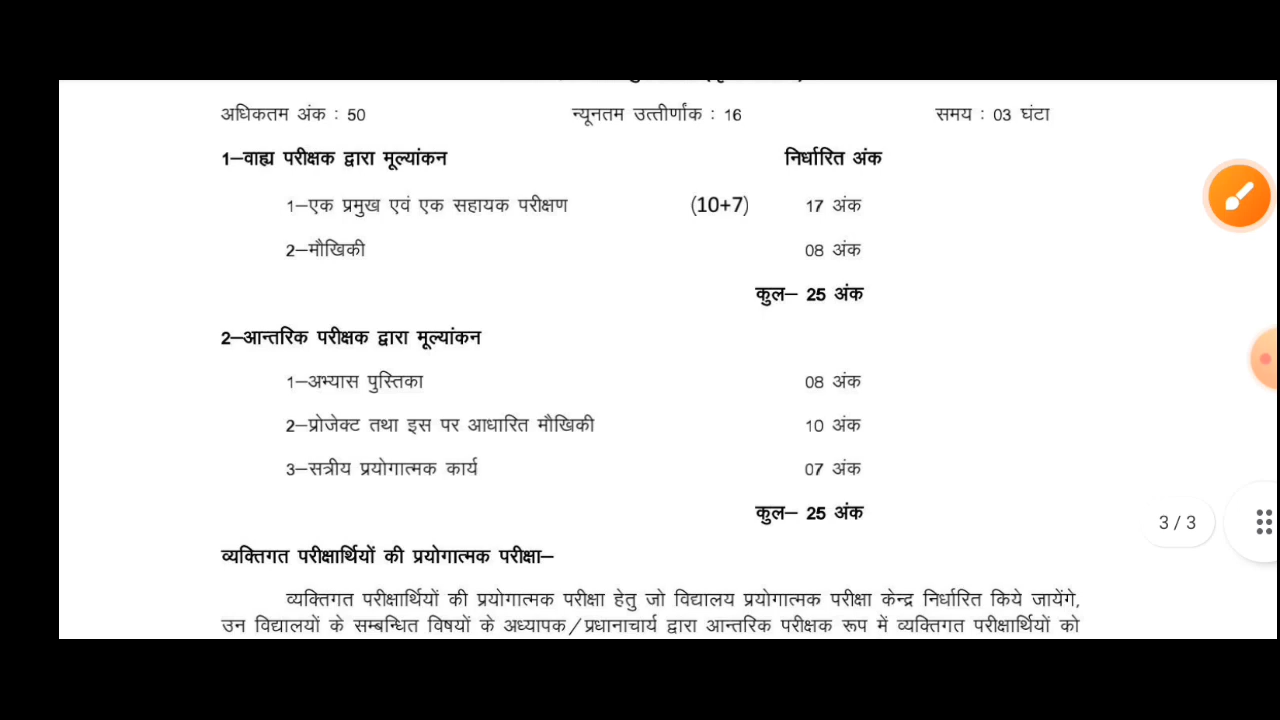 अधिकतम अंक : 50 न्यूनतम उत्तीर्णांक : 16 समय : 03 घंटा
1–वाह्य परीक्षक द्वारा मूल्यांकन निर्धारित अंक
1–एक प्रमुख एवं एक सहायक परीक्षण (10+7) 17 अंक
2–मौखिकी 08 अंक
कुल– 25 अंक
2–आन्तरिक परीक्षक द्वारा मूल्यांकन
1–अभ्यास पुस्तिका 08 अंक
2–प्रोजेक्ट तथा इस पर आधारित मौखिकी 10 अंक
3–सत्रीय प्रयोगात्मक कार्य 07 अंक
कुल– 25 अंक
3 / 3
व्यक्तिगत परीक्षार्थियों की प्रयोगात्मक परीक्षा–
व्यक्तिगत परीक्षार्थियों की प्रयोगात्मक परीक्षा हेतु जो विद्यालय प्रयोगात्मक परीक्षा केन्द्र निर्धारित किये जायेंगे,
उन विद्यालयों के सम्बन्धित विषयों के अध्यापक/प्रधानाचार्य द्वारा आन्तरिक परीक्षक रूप में व्यक्तिगत परीक्षार्थियों को